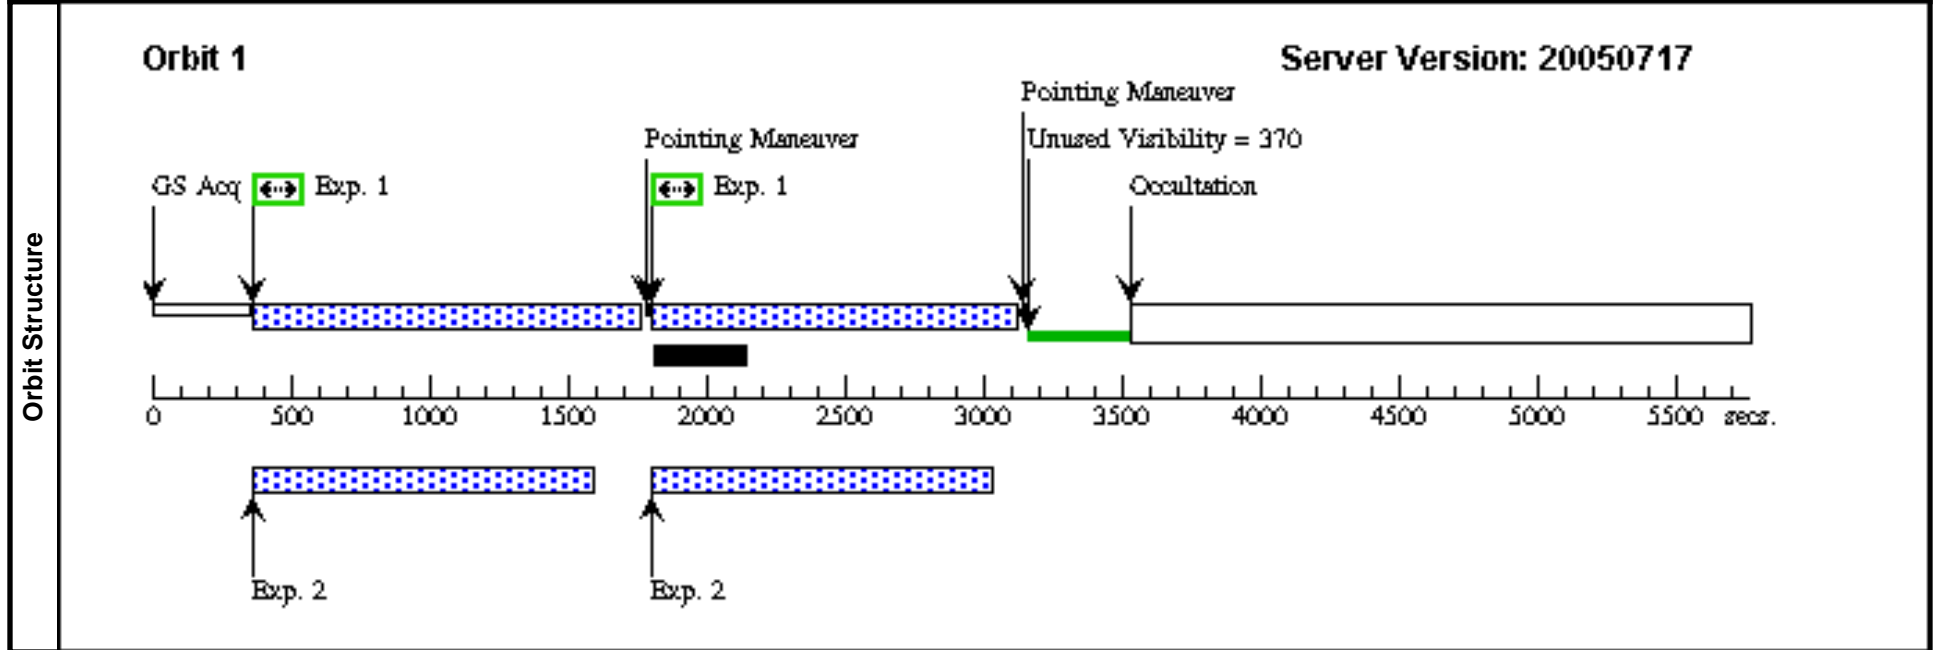 Orbit Structure
Orbit 1
Server Version: 20050717
Pointing Maneuver
Pointing Maneuver
Unused Visibility = 370
GS Acq
Exp. 1
Exp. 1
Occultation
0 500 1000 1500 2000 2500 3000 3500 4000 4500 5000 5500 secs.
Exp. 2
Exp. 2